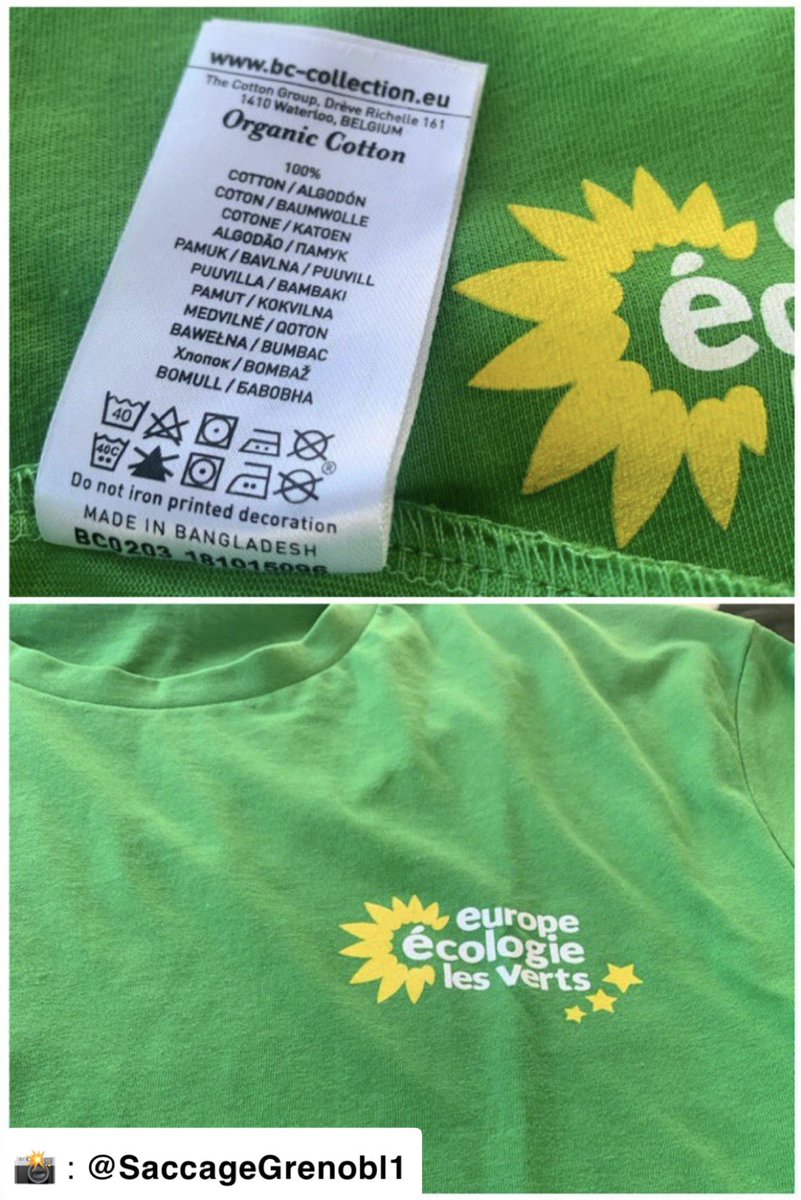 www.bc-collection.eu
The Cotton Group, Drève Richelle 161
1410 Waterloo, BELGIUM
Organic Cotton
100%
COTTON / ALGODÓN
COTON / BAUMWOLLE
COTONE / KATOEN
ALGODÃO / ПАМУК
PAMUK / BAVLNA / PUUVILL
PUUVILLA / BAMBAKI
PAMUT / KOKVILNA
MEDVILNÉ / QOTON
BAWEŁNA / BUMBAC
Хлопок / BOMBAŽ
BOMULL / БАВОВНА
40
40C
®
Do not iron printed decoration
MADE IN BANGLADESH
BC0203 181015096
é
europe
écologie
les verts
: @SaccageGrenobl1